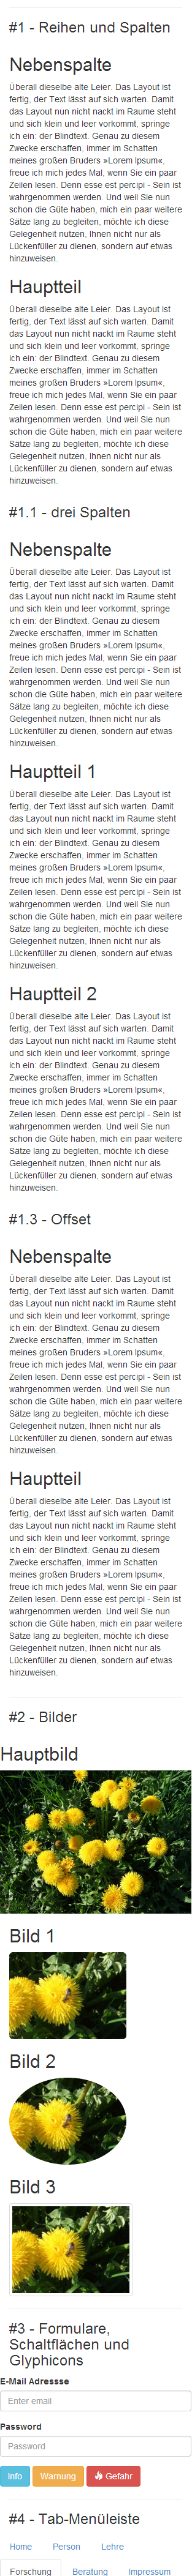 #1 - Reihen und Spalten
Nebenspalte
Überall dieselbe alte Leier. Das Layout ist
fertig, der Text lässt auf sich warten. Damit
das Layout nun nicht nackt im Raume steht
und sich klein und leer vorkommt, springe
ich ein: der Blindtext. Genau zu diesem
Zwecke erschaffen, immer im Schatten
meines großen Bruders »Lorem Ipsum«,
freue ich mich jedes Mal, wenn Sie ein paar
Zeilen lesen. Denn esse est percipi - Sein ist
wahrgenommen werden. Und weil Sie nun
schon die Güte haben, mich ein paar weitere
Sätze lang zu begleiten, möchte ich diese
Gelegenheit nutzen, Ihnen nicht nur als
Lückenfüller zu dienen, sondern auf etwas
hinzuweisen.
Hauptteil
Überall dieselbe alte Leier. Das Layout ist
fertig, der Text lässt auf sich warten. Damit
das Layout nun nicht nackt im Raume steht
und sich klein und leer vorkommt, springe
ich ein: der Blindtext. Genau zu diesem
Zwecke erschaffen, immer im Schatten
meines großen Bruders »Lorem Ipsum«,
freue ich mich jedes Mal, wenn Sie ein paar
Zeilen lesen. Denn esse est percipi - Sein ist
wahrgenommen werden. Und weil Sie nun
schon die Güte haben, mich ein paar weitere
Sätze lang zu begleiten, möchte ich diese
Gelegenheit nutzen, Ihnen nicht nur als
Lückenfüller zu dienen, sondern auf etwas
hinzuweisen.
#1.1 - drei Spalten
Nebenspalte
Überall dieselbe alte Leier. Das Layout ist
fertig, der Text lässt auf sich warten. Damit
das Layout nun nicht nackt im Raume steht
und sich klein und leer vorkommt, springe
ich ein: der Blindtext. Genau zu diesem
Zwecke erschaffen, immer im Schatten
meines großen Bruders »Lorem Ipsum«,
freue ich mich jedes Mal, wenn Sie ein paar
Zeilen lesen. Denn esse est percipi - Sein ist
wahrgenommen werden. Und weil Sie nun
schon die Güte haben, mich ein paar weitere
Sätze lang zu begleiten, möchte ich diese
Gelegenheit nutzen, Ihnen nicht nur als
Lückenfüller zu dienen, sondern auf etwas
hinzuweisen.
Hauptteil 1
Überall dieselbe alte Leier. Das Layout ist
fertig, der Text lässt auf sich warten. Damit
das Layout nun nicht nackt im Raume steht
und sich klein und leer vorkommt, springe
ich ein: der Blindtext. Genau zu diesem
Zwecke erschaffen, immer im Schatten
meines großen Bruders »Lorem Ipsum«,
freue ich mich jedes Mal, wenn Sie ein paar
Zeilen lesen. Denn esse est percipi - Sein ist
wahrgenommen werden. Und weil Sie nun
schon die Güte haben, mich ein paar weitere
Sätze lang zu begleiten, möchte ich diese
Gelegenheit nutzen, Ihnen nicht nur als
Lückenfüller zu dienen, sondern auf etwas
hinzuweisen.
Hauptteil 2
Überall dieselbe alte Leier. Das Layout ist
fertig, der Text lässt auf sich warten. Damit
das Layout nun nicht nackt im Raume steht
und sich klein und leer vorkommt, springe
ich ein: der Blindtext. Genau zu diesem
Zwecke erschaffen, immer im Schatten
meines großen Bruders »Lorem Ipsum«,
freue ich mich jedes Mal, wenn Sie ein paar
Zeilen lesen. Denn esse est percipi - Sein ist
wahrgenommen werden. Und weil Sie nun
schon die Güte haben, mich ein paar weitere
Sätze lang zu begleiten, möchte ich diese
Gelegenheit nutzen, Ihnen nicht nur als
Lückenfüller zu dienen, sondern auf etwas
hinzuweisen.
#1.3 - Offset
Nebenspalte
Überall dieselbe alte Leier. Das Layout ist
fertig, der Text lässt auf sich warten. Damit
das Layout nun nicht nackt im Raume steht
und sich klein und leer vorkommt, springe
ich ein: der Blindtext. Genau zu diesem
Zwecke erschaffen, immer im Schatten
meines großen Bruders »Lorem Ipsum«,
freue ich mich jedes Mal, wenn Sie ein paar
Zeilen lesen. Denn esse est percipi - Sein ist
wahrgenommen werden. Und weil Sie nun
schon die Güte haben, mich ein paar weitere
Sätze lang zu begleiten, möchte ich diese
Gelegenheit nutzen, Ihnen nicht nur als
Lückenfüller zu dienen, sondern auf etwas
hinzuweisen.
Hauptteil
Überall dieselbe alte Leier. Das Layout ist
fertig, der Text lässt auf sich warten. Damit
das Layout nun nicht nackt im Raume steht
und sich klein und leer vorkommt, springe
ich ein: der Blindtext. Genau zu diesem
Zwecke erschaffen, immer im Schatten
meines großen Bruders »Lorem Ipsum«,
freue ich mich jedes Mal, wenn Sie ein paar
Zeilen lesen. Denn esse est percipi - Sein ist
wahrgenommen werden. Und weil Sie nun
schon die Güte haben, mich ein paar weitere
Sätze lang zu begleiten, möchte ich diese
Gelegenheit nutzen, Ihnen nicht nur als
Lückenfüller zu dienen, sondern auf etwas
hinzuweisen.
#2 - Bilder
Hauptbild
Bild 1
Bild 2
Bild 3
#3 - Formulare,
Schaltflächen und
Glyphicons
E-Mail Adressse
Enter email
Password
Password
Info Warnung Gefahr
#4 - Tab-Menüleiste
Home Person Lehre
Forschung Beratung Impressum